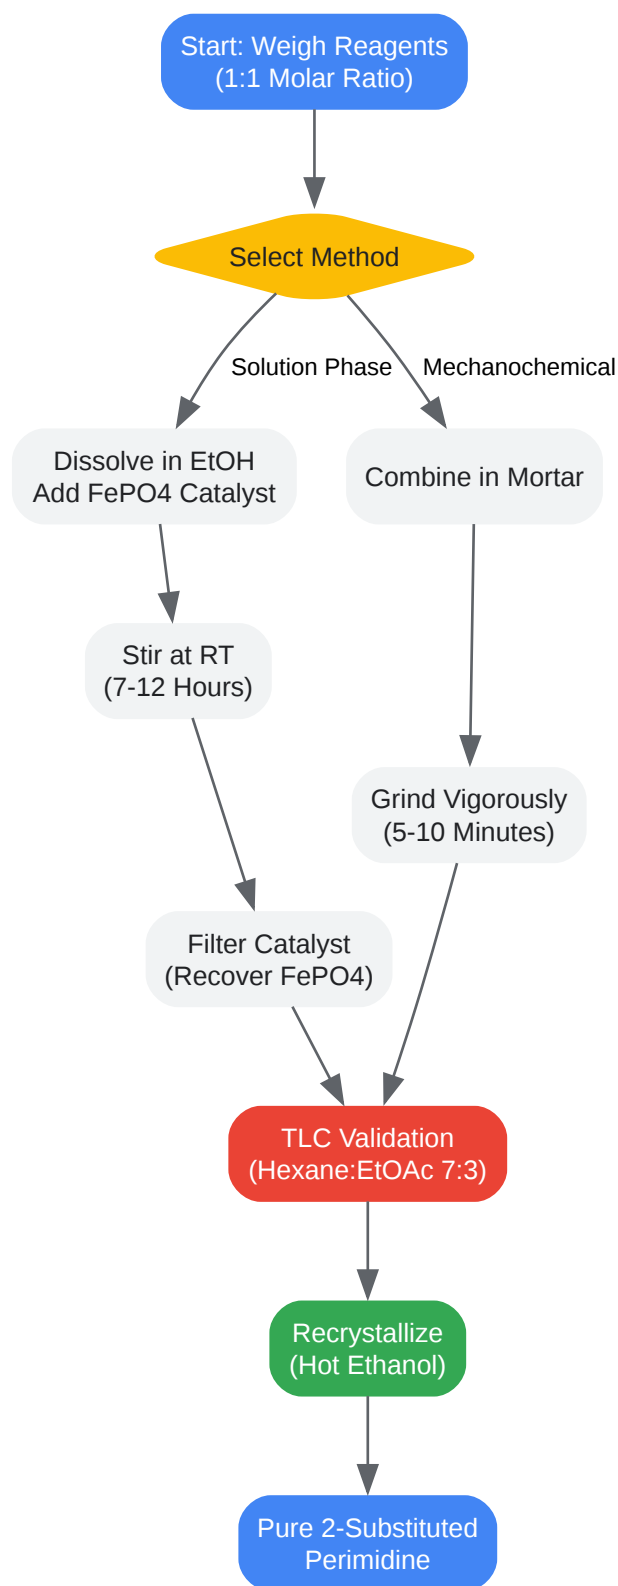 Start: Weigh Reagents
(1:1 Molar Ratio)
Select Method
Solution Phase
Mechanochemical
Dissolve in EtOH
Add FePO4 Catalyst
Combine in Mortar
Stir at RT
(7-12 Hours)
Grind Vigorously
(5-10 Minutes)
Filter Catalyst
(Recover FePO4)
TLC Validation
(Hexane:EtOAc 7:3)
Recrystallize
(Hot Ethanol)
Pure 2-Substituted
Perimidine